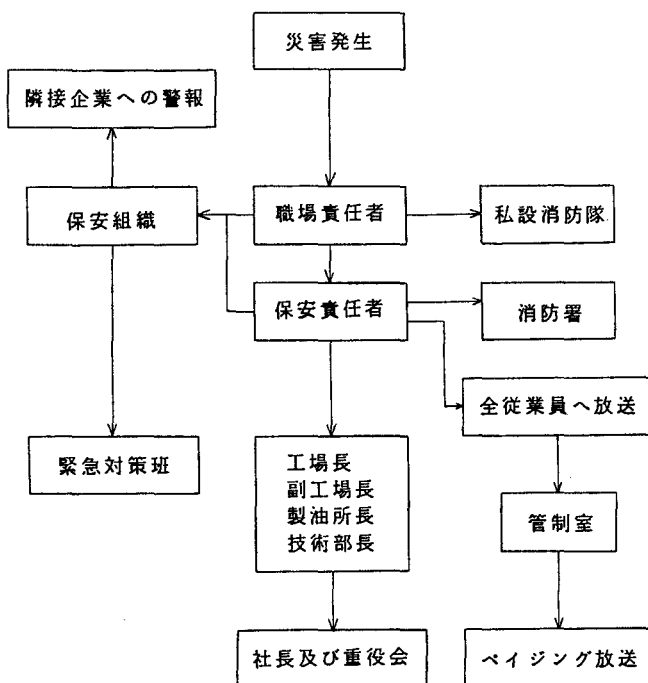 災害発生
隣接企業への警報
保安組織
職場責任者
私設消防隊
保安責任者
消防署
全従業員へ放送
緊急対策班
工場長
副工場長
製油所長
技術部長
管制室
社長及び重役会
ページング放送